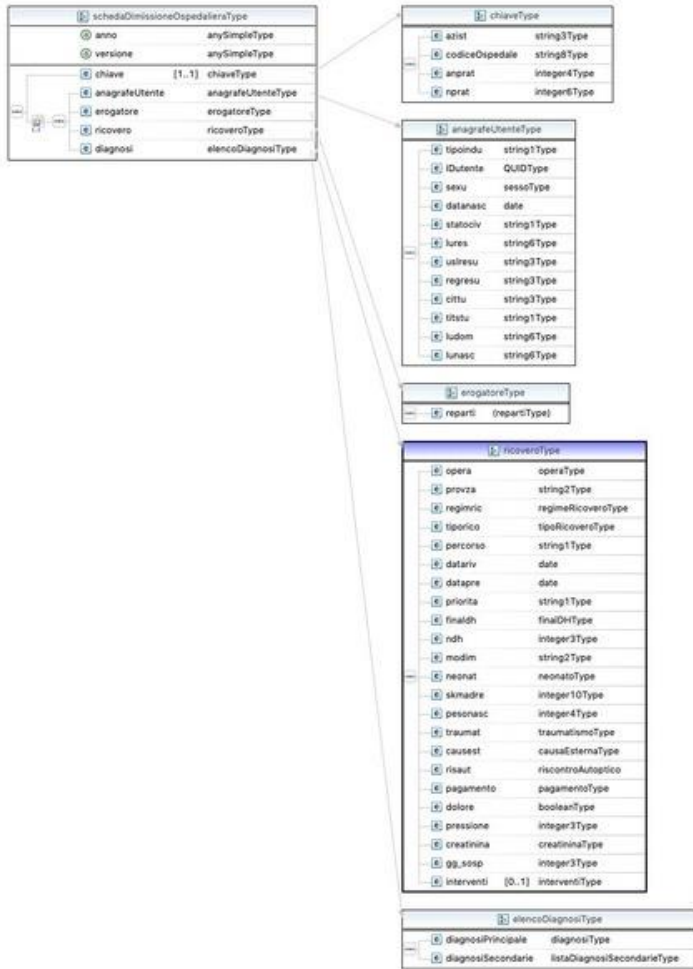 schedaDimissioneOspedalieraType
anno anySimpleType
versione anySimpleType
chiave [1..1] chiaveType
anagrafeUtente anagrafeUtenteType
erogatore erogatoreType
ricovero ricoveroType
diagnosi elencoDiagnosiType
chiaveType
azist string3Type
codiceOspedale string8Type
anprat integer4Type
nprat integer6Type
anagrafeUtenteType
tipoindu string1Type
IDutente QUIDType
sexu sessoType
datanasc date
statociv string1Type
lures string6Type
uslresu string3Type
regresu string3Type
cittu string3Type
titstu string1Type
ludom string6Type
lunasc string6Type
erogatoreType
reparti (repartiType)
ricoveroType
opera operaType
provza string2Type
regimric regimeRicoveroType
tiporico tipoRicoveroType
percorso string1Type
datariv date
datapre date
priorita string1Type
finaldh finalDHType
ndh integer3Type
modim string2Type
neonat neonatoType
skmadre integer10Type
pesonasc integer4Type
traumat traumatismoType
causest causaEsternaType
risaut riscontroAutoptico
pagamento pagamentoType
dolore booleanType
pressione integer3Type
creatinina creatininaType
gg_sosp integer3Type
interventi [0..1] interventiType
elencoDiagnosiType
diagnosiPrincipale diagnosiType
diagnosiSecondarie listaDiagnosiSecondarieType